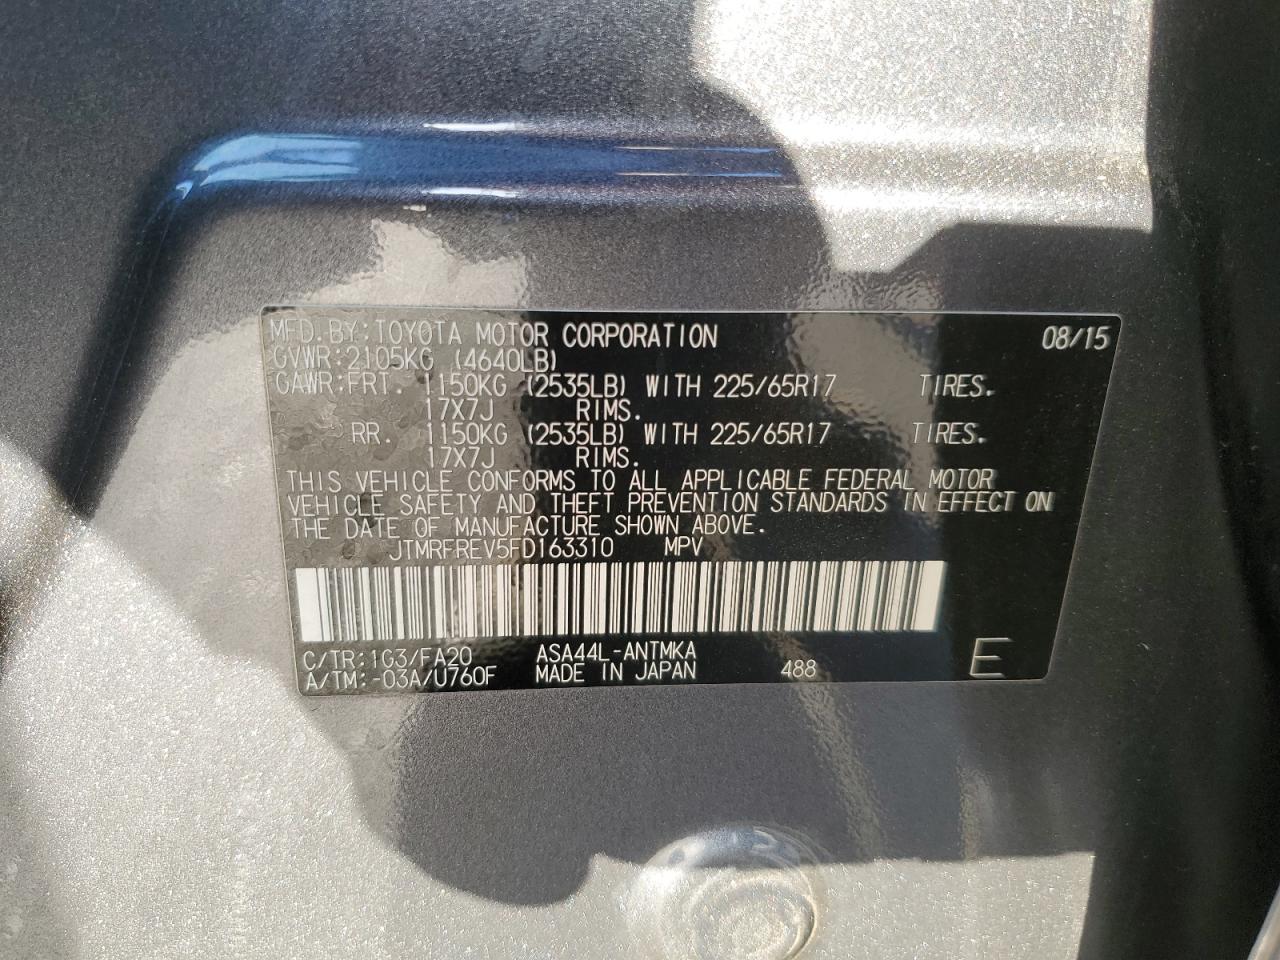 MFD.BY:TOYOTA MOTOR CORPORATION 08/15
GVWR:2105KG (4640LB)
GAWR:FRT. 1150KG (2535LB) WITH 225/65R17 TIRES.
17X7J RIMS.
RR. 1150KG (2535LB) WITH 225/65R17 TIRES.
17X7J RIMS.
THIS VEHICLE CONFORMS TO ALL APPLICABLE FEDERAL MOTOR
VEHICLE SAFETY AND THEFT PREVENTION STANDARDS IN EFFECT ON
THE DATE OF MANUFACTURE SHOWN ABOVE.
JTMRFREV5FD163310 MPV
C/TR:1G3/FA20 ASA44L-ANTMKA
A/TM:-03A/U760F MADE IN JAPAN 488 E